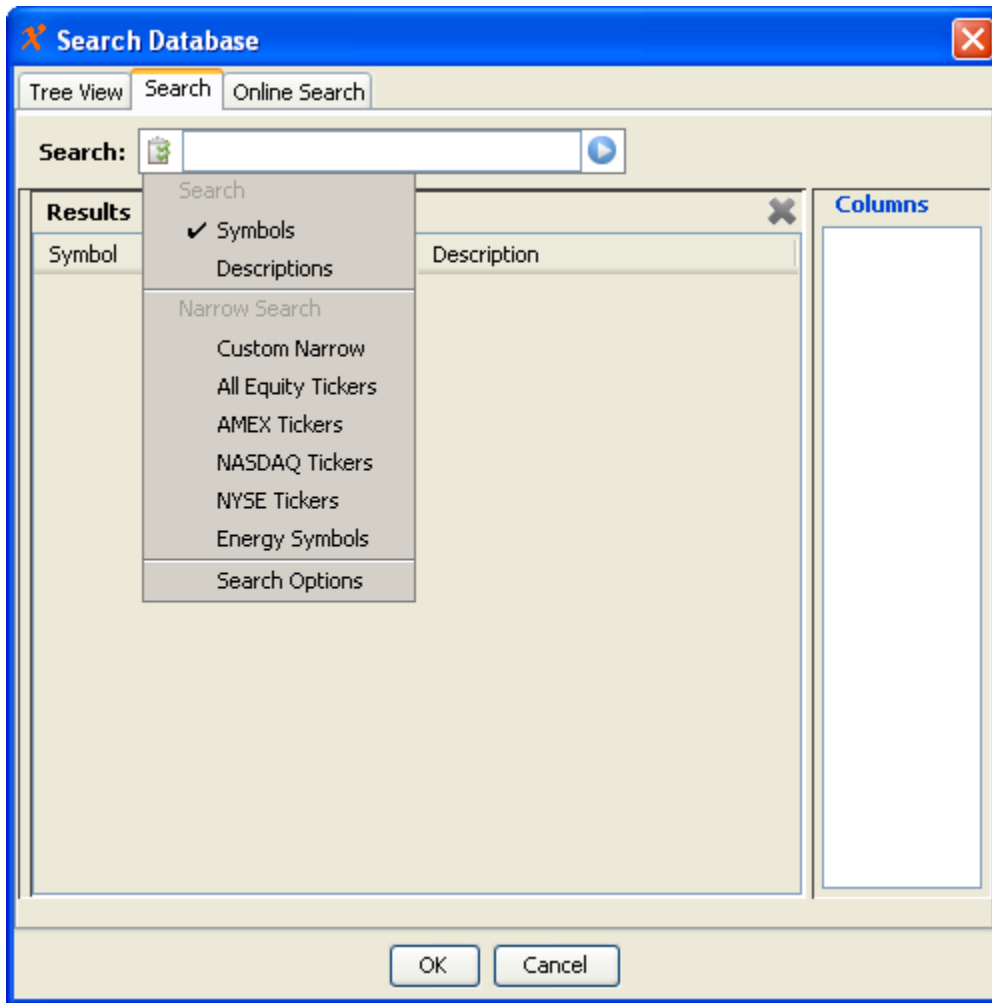 Search Database
Tree View Search Online Search
Search:
Search
Symbols
Descriptions
Narrow Search
Custom Narrow
All Equity Tickers
AMEX Tickers
NASDAQ Tickers
NYSE Tickers
Energy Symbols
Search Options
Results
Symbol Description
Columns
OK Cancel